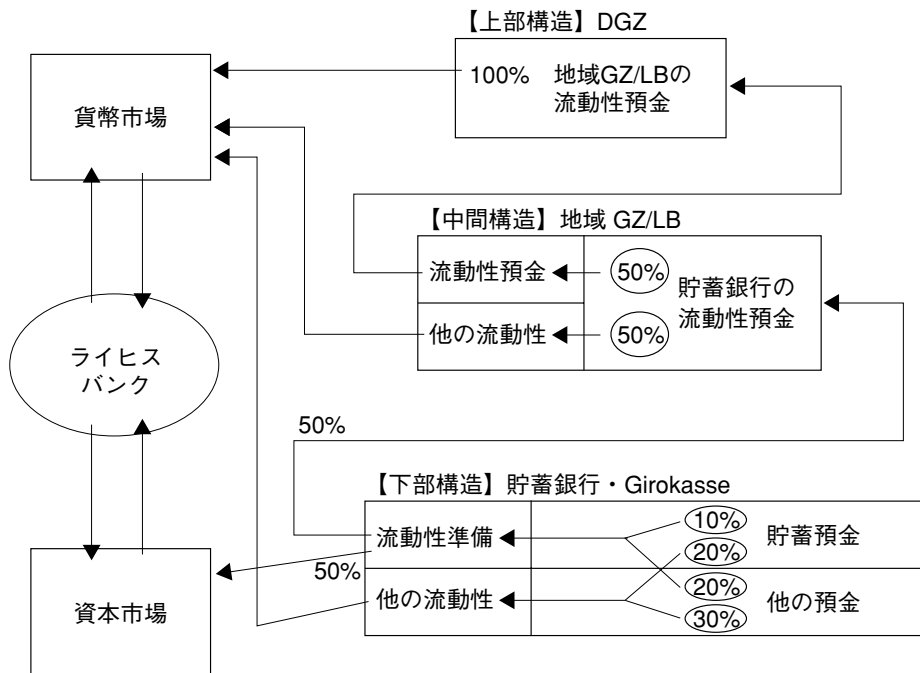 【上部構造】DGZ
100% 地域GZ/LBの
流動性預金
貨幣市場
【中間構造】地域 GZ/LB
流動性預金
50%
貯蓄銀行の
流動性預金
他の流動性
50%
ライヒス
バンク
50%
【下部構造】貯蓄銀行・Girokasse
流動性準備
10%
20%
貯蓄預金
50%
他の流動性
20%
30%
他の預金
資本市場